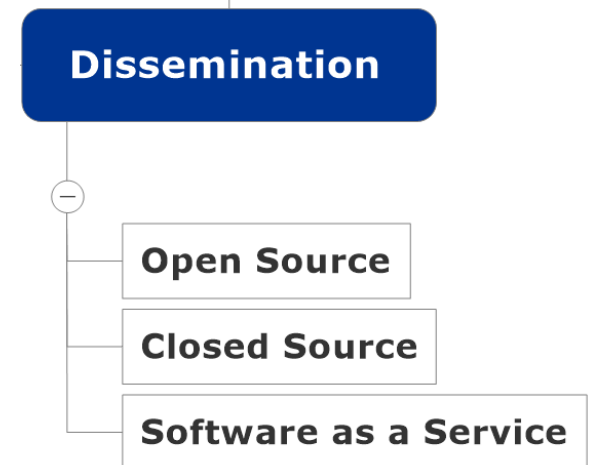 Dissemination
Open Source
Closed Source
Software as a Service